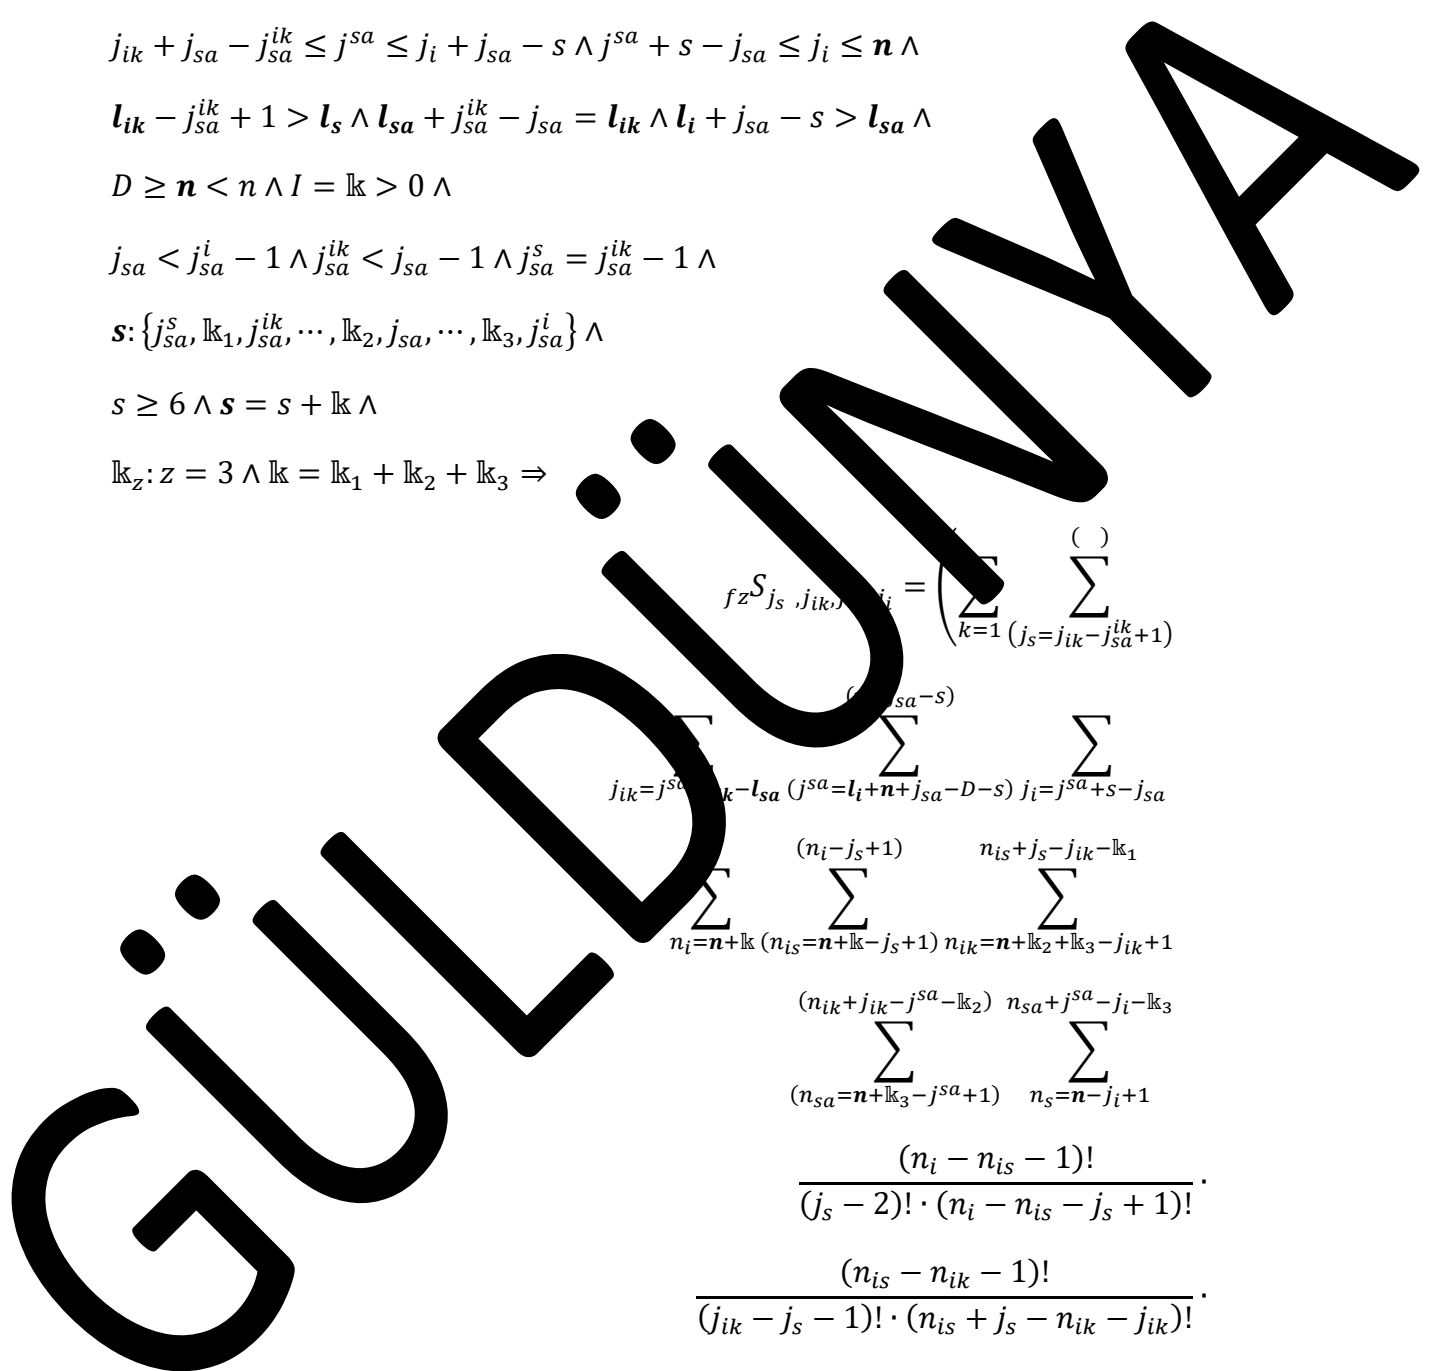 j_{ik} + j_{sa} − j_{sa}^{ik} ≤ j^{sa} ≤ j_i + j_{sa} − s ∧ j^{sa} + s − j_{sa} ≤ j_i ≤ n ∧
l_{ik} − j_{sa}^{ik} + 1 > l_s ∧ l_{sa} + j_{sa}^{ik} − j_{sa} = l_{ik} ∧ l_i + j_{sa} − s > l_{sa} ∧
D ≥ n < n ∧ I = 𝕜 > 0 ∧
j_{sa} < j_{sa}^i − 1 ∧ j_{sa}^{ik} < j_{sa} − 1 ∧ j_{sa}^s = j_{sa}^{ik} − 1 ∧
s: {j_{sa}^s, 𝕜_1, j_{sa}^{ik}, ⋯, 𝕜_2, j_{sa}, ⋯, 𝕜_3, j_{sa}^i} ∧
s ≥ 6 ∧ s = s + 𝕜 ∧
𝕜_z: z = 3 ∧ 𝕜 = 𝕜_1 + 𝕜_2 + 𝕜_3 ⇒
( )
_{fz}S_{j_s ,j_{ik}, j_i} = ( ∑ ∑
k=1 (j_s=j_{ik}−j_{sa}^{ik}+1)
j_{sa}−s)
∑ ∑ ∑
j_{ik}=j^{sa} −l_{sa} (j^{sa}=l_i+n+j_{sa}−D−s) j_i=j^{sa}+s−j_{sa}
(n_i−j_s+1) n_{is}+j_s−j_{ik}−𝕜_1
∑ ∑ ∑
n_i=n+𝕜 (n_{is}=n+𝕜−j_s+1) n_{ik}=n+𝕜_2+𝕜_3−j_{ik}+1
(n_{ik}+j_{ik}−j^{sa}−𝕜_2) n_{sa}+j^{sa}−j_i−𝕜_3
∑ ∑
(n_{sa}=n+𝕜_3−j^{sa}+1) n_s=n−j_i+1
(n_i − n_{is} − 1)!
(j_s − 2)! · (n_i − n_{is} − j_s + 1)! ·
(n_{is} − n_{ik} − 1)!
(j_{ik} − j_s − 1)! · (n_{is} + j_s − n_{ik} − j_{ik})! ·
GÜLDÜNYA